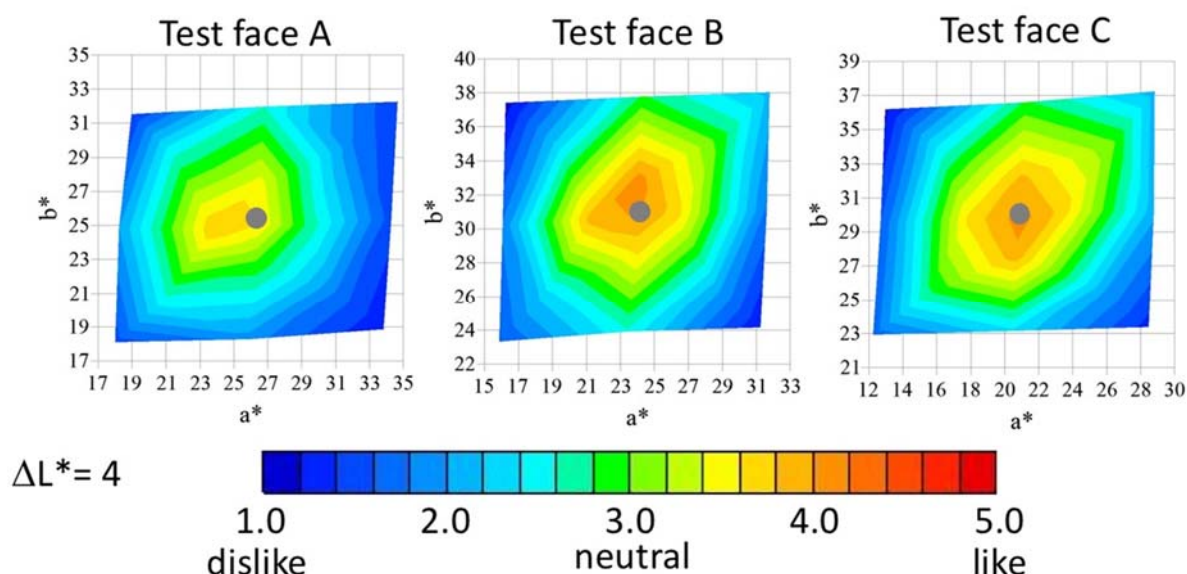 Test face A
Test face B
Test face C
35
33
31
29
27
25
23
21
19
17
b*
17 19 21 23 25 27 29 31 33 35
a*
40
38
36
34
32
30
28
26
24
22
b*
15 17 19 21 23 25 27 29 31 33
a*
39
37
35
33
31
29
27
25
23
21
b*
12 14 16 18 20 22 24 26 28 30
a*
ΔL*= 4
1.0 2.0 3.0 4.0 5.0
dislike neutral like